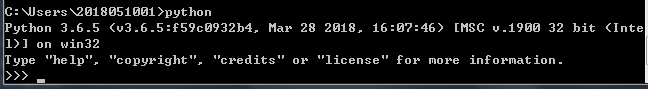 C:\Users\2018051001>python
Python 3.6.5 (v3.6.5:f59c0932b4, Mar 28 2018, 16:07:46) [MSC v.1900 32 bit (Inte
l)] on win32
Type "help", "copyright", "credits" or "license" for more information.
>>> _